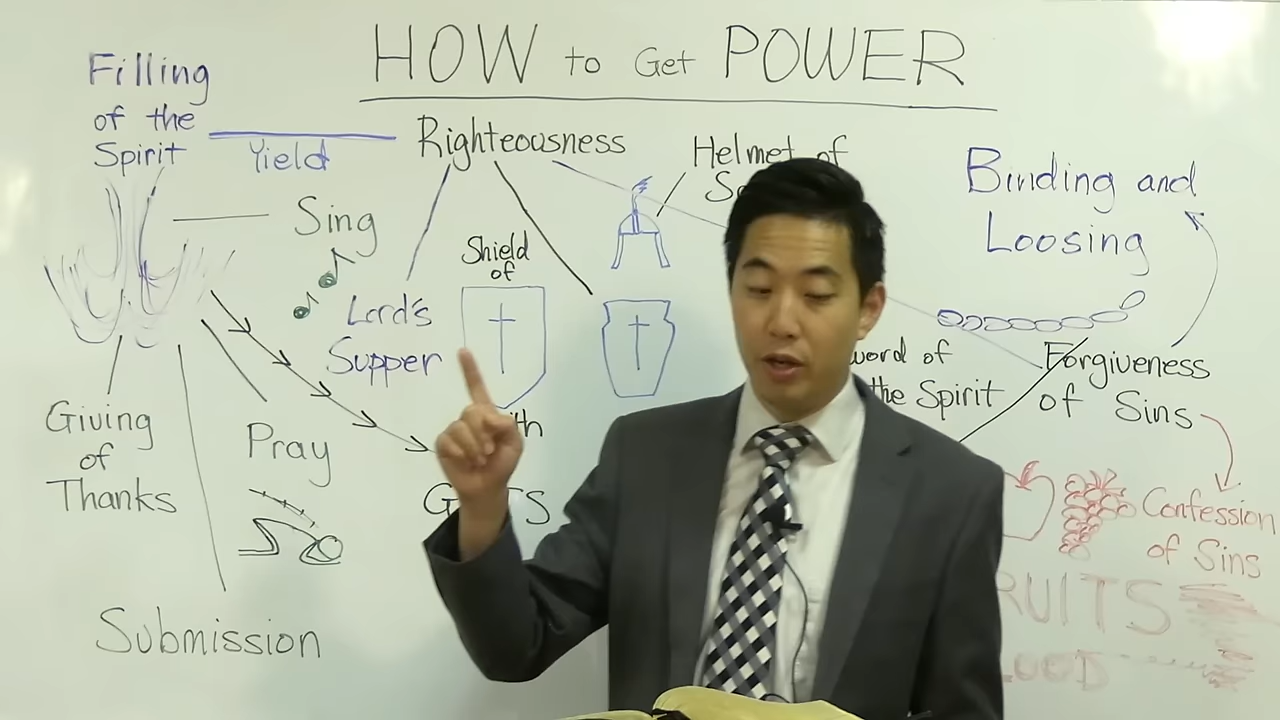 HOW to Get POWER
Filling
of the
Spirit
Yield
Righteousness
Helmet of
Binding and
Loosing
Sing
Shield
of
Lord's
Supper
word of
the Spirit
Forgiveness
of Sins
Giving
of
Thanks
Pray
Confession
of Sins
Submission